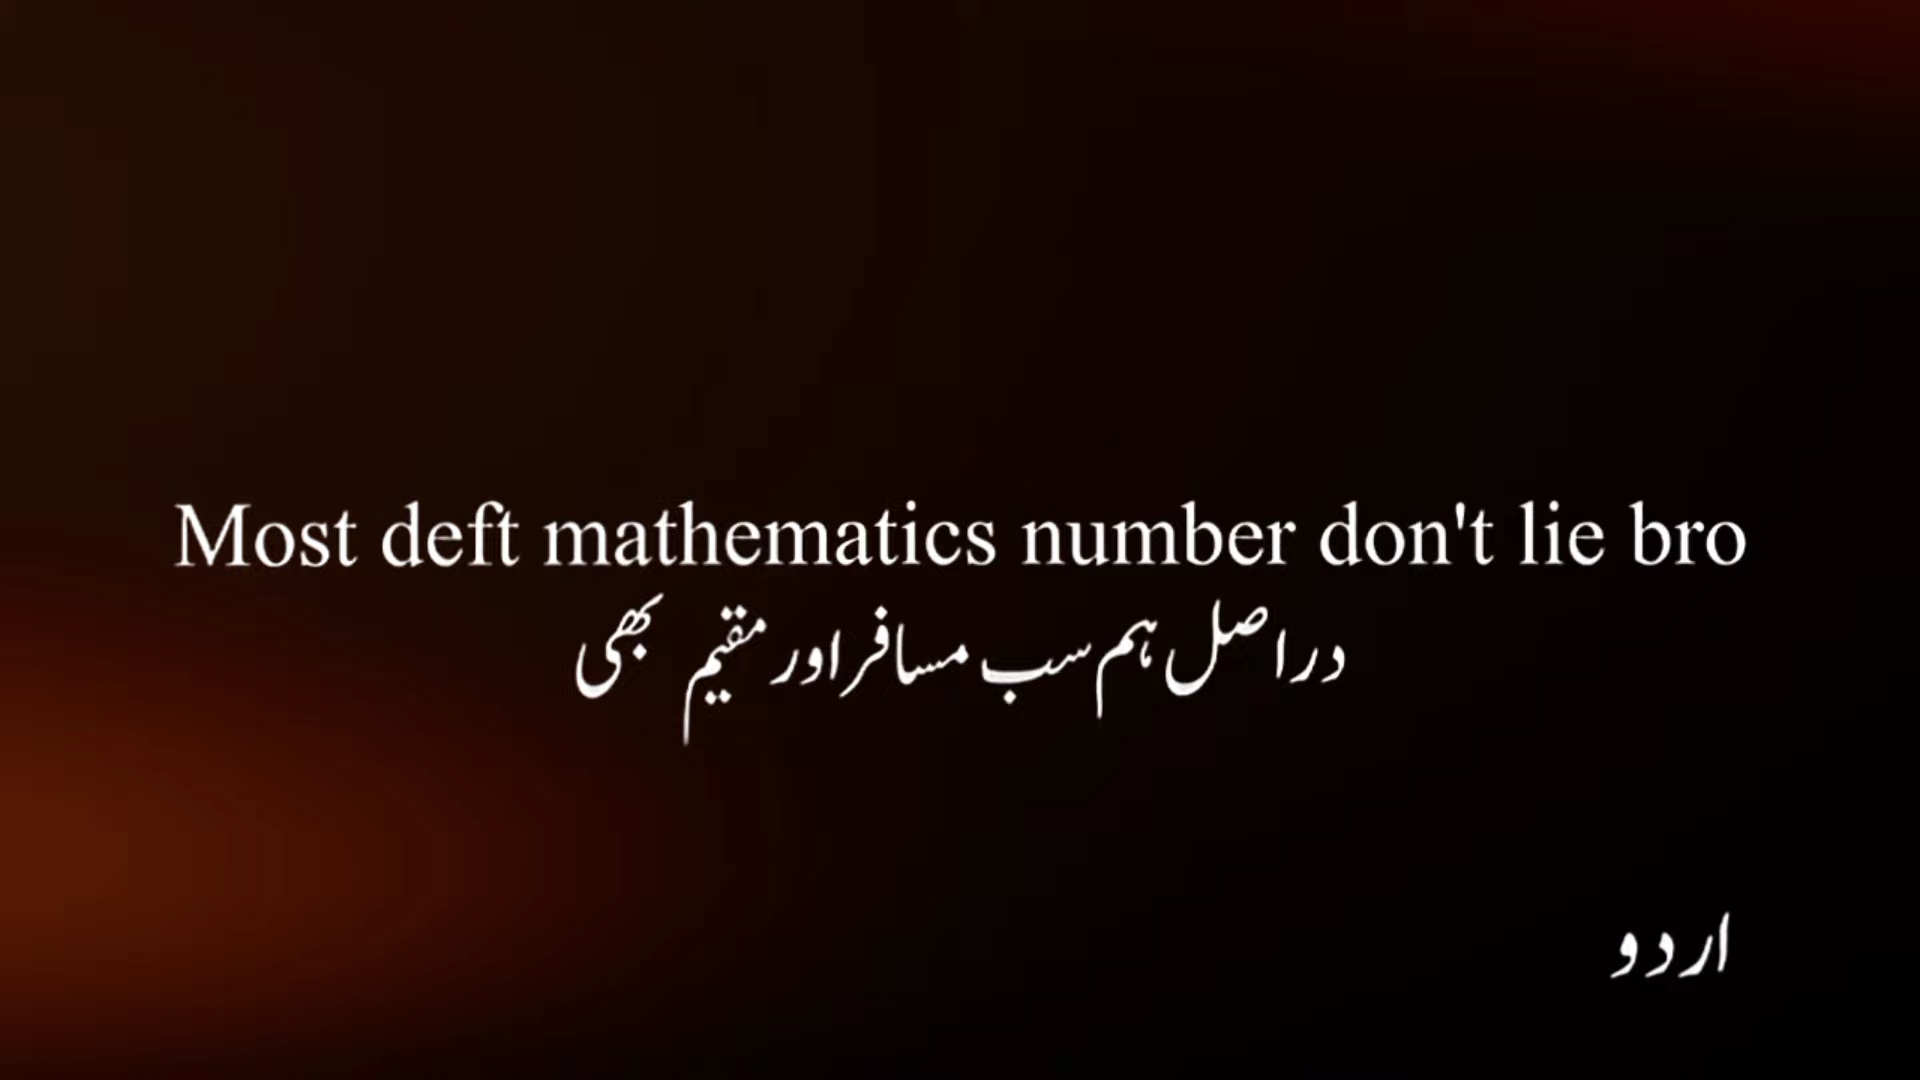 Most deft mathematics number don't lie bro
دراصل ہم سب مسافر اور مقیم بھی
اردو